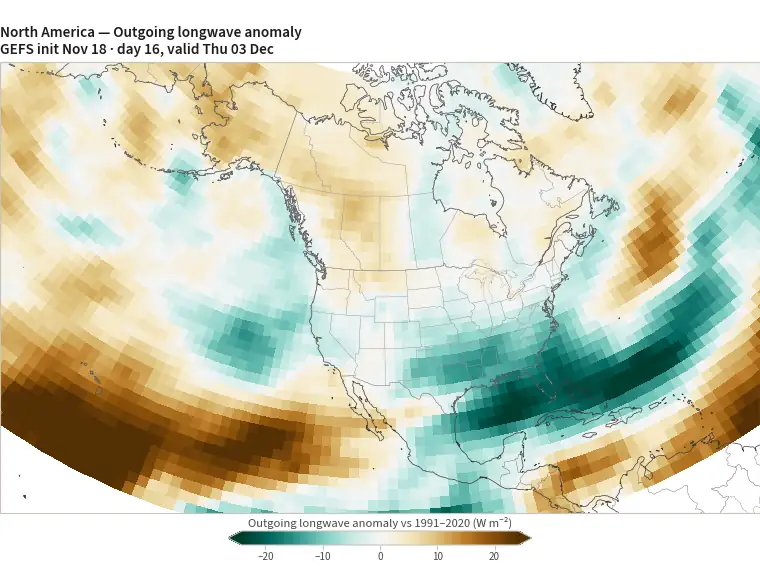 North America — Outgoing longwave anomaly
GEFS init Nov 18 · day 16, valid Thu 03 Dec
Outgoing longwave anomaly vs 1991–2020 (W m⁻²)
−20 −10 0 10 20